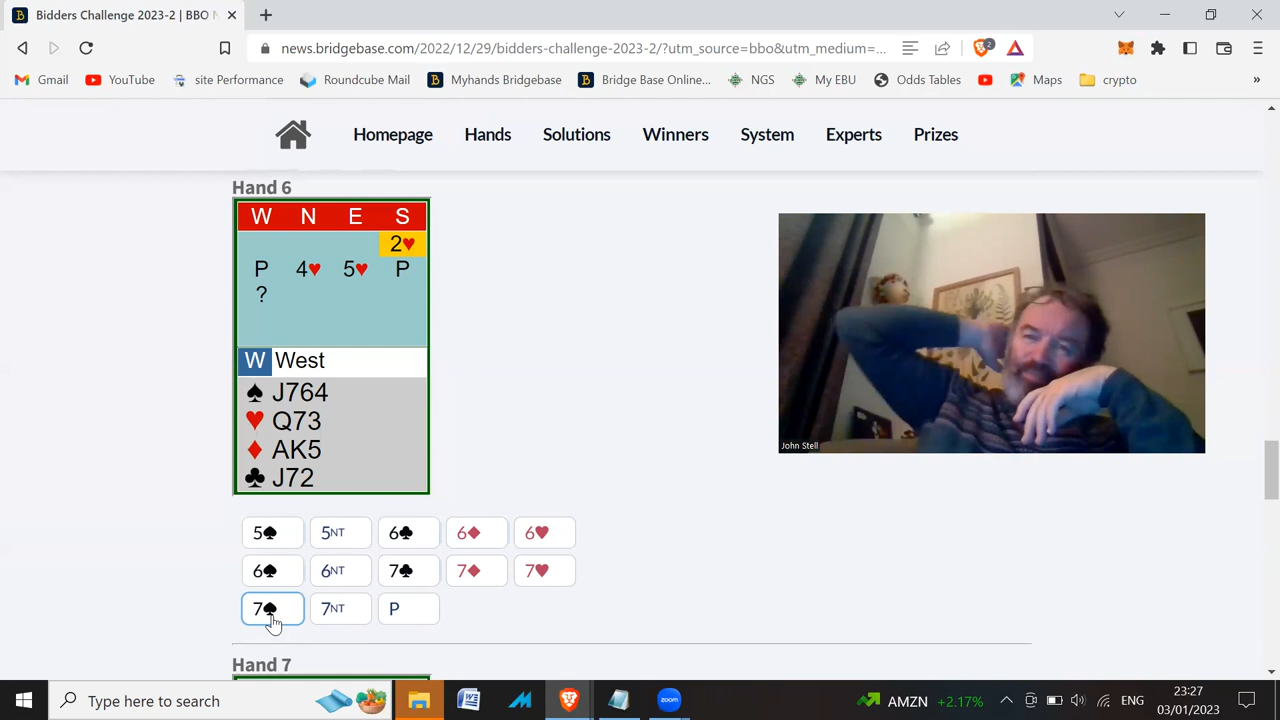 Bidders Challenge 2023-2 | BBO N
news.bridgebase.com/2022/12/29/bidders-challenge-2023-2/?utm_source=bbo&utm_medium=...
2
Gmail YouTube site Performance Roundcube Mail Myhands Bridgebase Bridge Base Online... NGS My EBU Odds Tables Maps crypto »
Homepage Hands Solutions Winners System Experts Prizes
Hand 6
W N E S
2♥
P 4♥ 5♥ P
?
W West
♠ J764
♥ Q73
♦ AK5
♣ J72
John Stell
5♠ 5NT 6♣ 6♦ 6♥
6♠ 6NT 7♣ 7♦ 7♥
7♠ 7NT P
Hand 7
Type here to search
zoom
AMZN +2.17%
ENG
23:27
03/01/2023